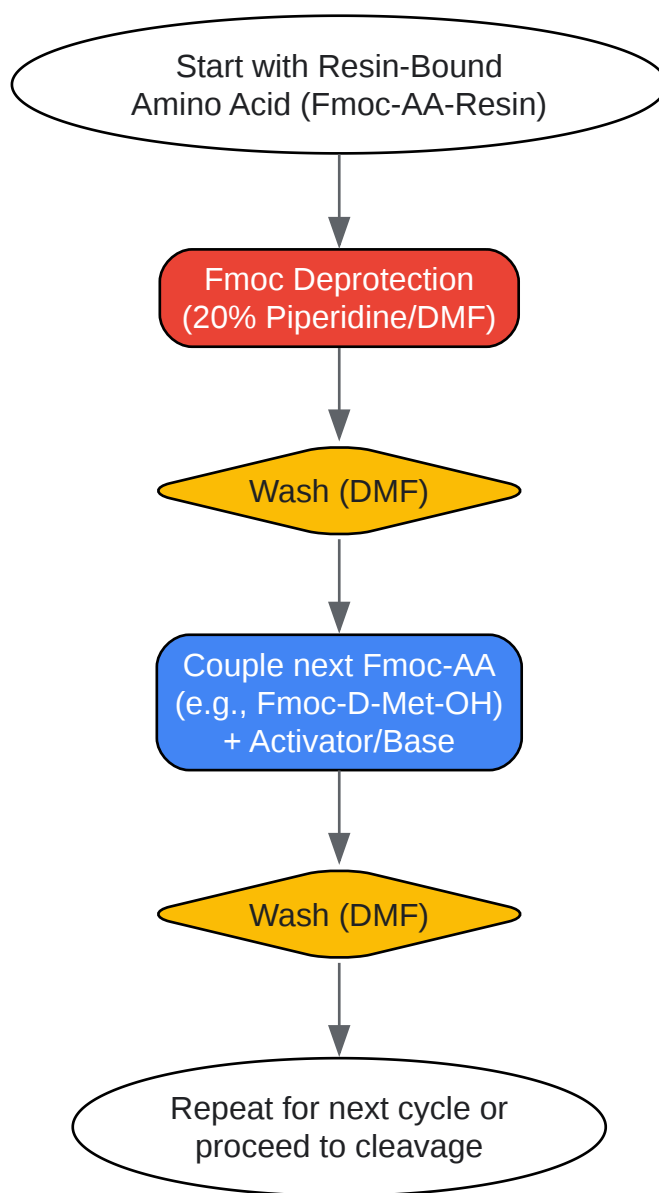 Start with Resin-Bound
Amino Acid (Fmoc-AA-Resin)
Fmoc Deprotection
(20% Piperidine/DMF)
Wash (DMF)
Couple next Fmoc-AA
(e.g., Fmoc-D-Met-OH)
+ Activator/Base
Wash (DMF)
Repeat for next cycle or
proceed to cleavage